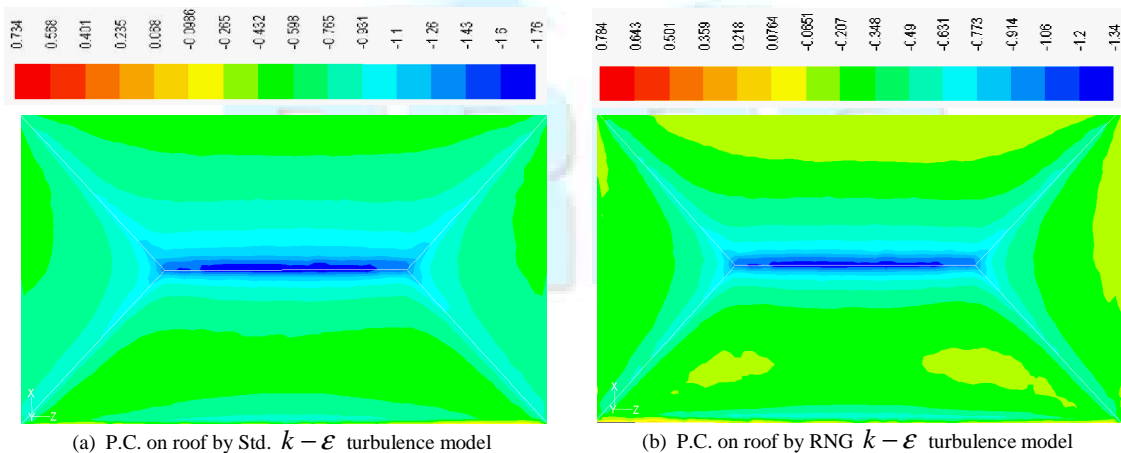 0.734 0.568 0.401 0.235 0.068 -0.0986 -0.265 -0.432 -0.598 -0.765 -0.931 -1.1 -1.26 -1.43 -1.6 -1.76
0.784 0.643 0.501 0.359 0.218 0.0764 -0.0651 -0.207 -0.348 -0.49 -0.631 -0.773 -0.914 -1.06 -1.2 -1.34
X
Y Z
X
Y Z
(a) P.C. on roof by Std. k − ε turbulence model
(b) P.C. on roof by RNG k − ε turbulence model